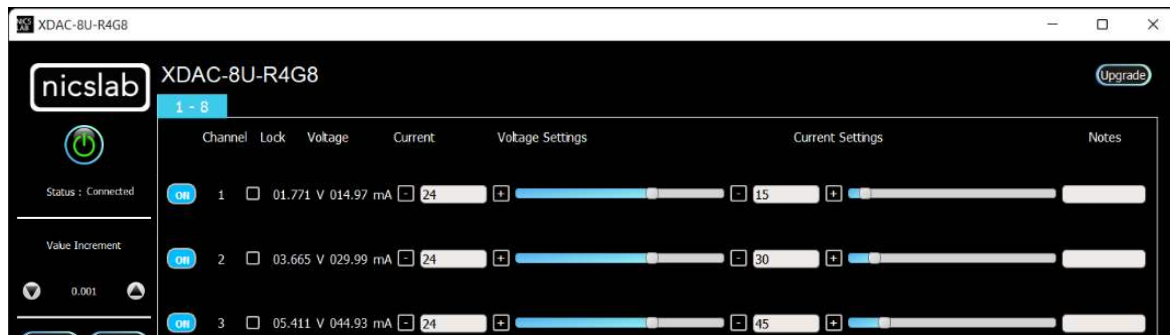 NICS LAB XDAC-8U-R4G8
nicslab
XDAC-8U-R4G8
Upgrade
1 - 8
Channel Lock Voltage Current Voltage Settings Current Settings Notes
Status : Connected
On 1 01.771 V 014.97 mA - 24 + - 15 +
Value Increment
On 2 03.665 V 029.99 mA - 24 + - 30 +
0.001
On 3 05.411 V 044.93 mA - 24 + - 45 +